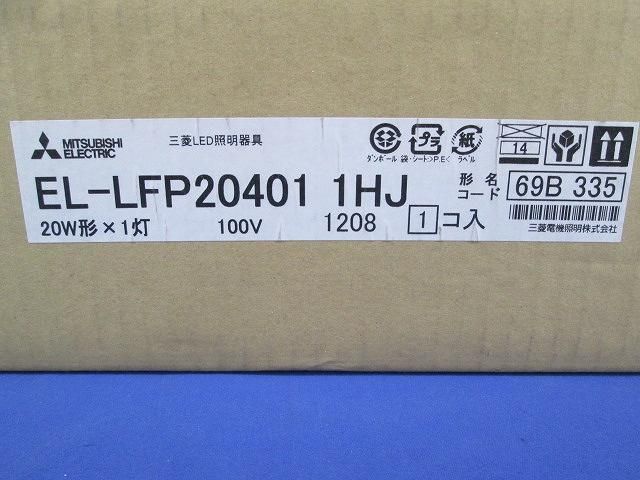 MITSUBISHI
ELECTRIC
三菱LED照明器具
プラ
紙
ダンボール 袋・シート>P.E< ラベル
14
EL-LFP20401 1HJ
形名
コード
69B 335
20W形×1灯 100V 1208 1コ入
三菱電機照明株式会社